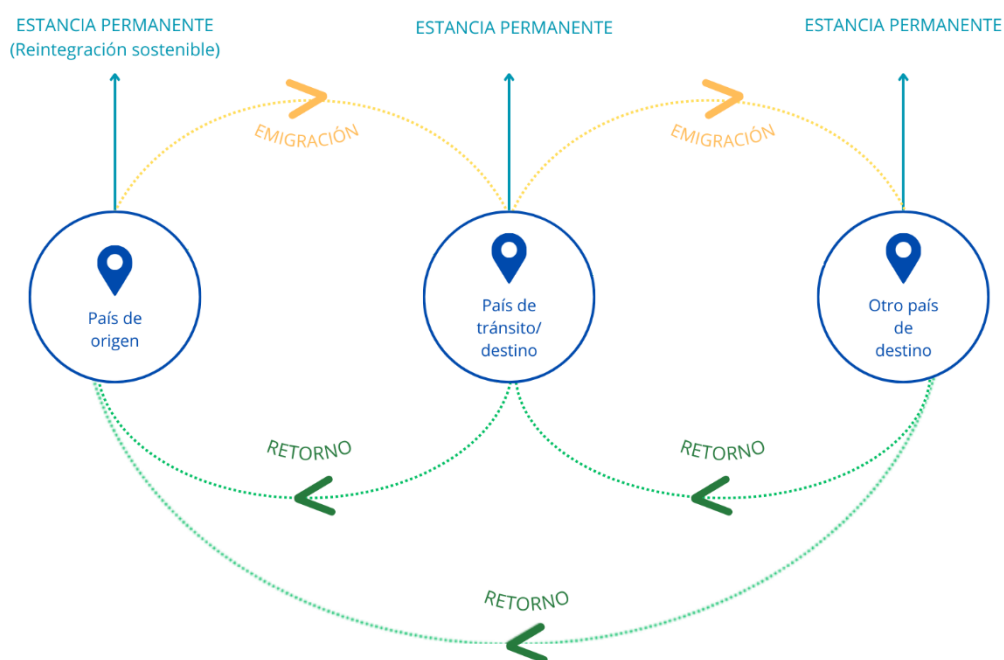 ESTANCIA PERMANENTE
(Reintegración sostenible)
ESTANCIA PERMANENTE
ESTANCIA PERMANENTE
EMIGRACIÓN
EMIGRACIÓN
País de
origen
País de
tránsito/
destino
Otro país
de
destino
RETORNO
RETORNO
RETORNO